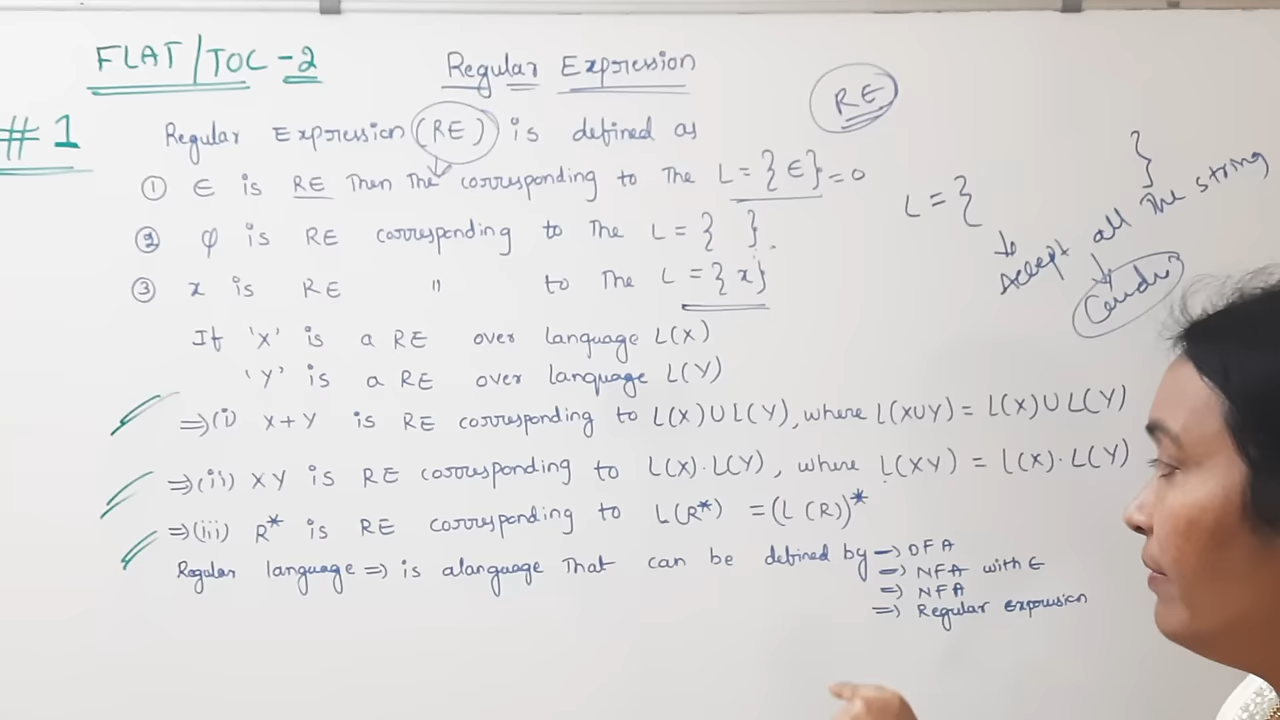 FLAT/TOC-2
Regular Expression
RE
#1
Regular Expression (RE) is defined as
① ∈ is RE Then The corresponding to The L = {∈} = 0
② φ is RE corresponding to The L = { }.
③ x is RE " to The L = {x}
L = { }
Accept all The string
If 'X' is a RE over language L(X)
'Y' is a RE over language L(Y)
⇒(i) X+Y is RE corresponding to L(X)∪L(Y), where L(X∪Y) = L(X)∪L(Y)
⇒(ii) XY is RE corresponding to L(X)·L(Y), where L(XY) = L(X)·L(Y)
⇒(iii) R* is RE corresponding to L(R*) = (L(R))*
Regular language ⇒ is alanguage That can be defined by → DFA
⇒ NFA with ∈
⇒ NFA
⇒ Regular expression